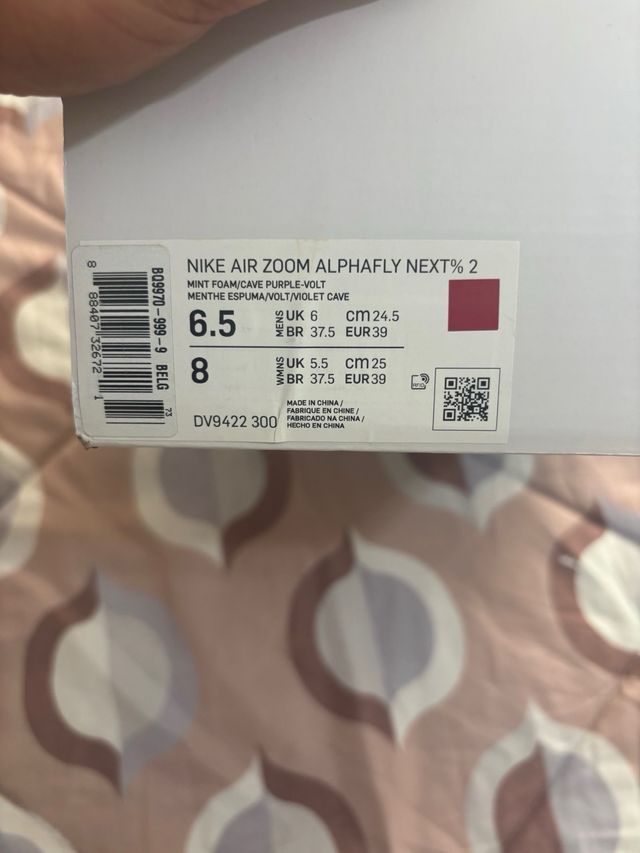 NIKE AIR ZOOM ALPHAFLY NEXT% 2
MINT FOAM/CAVE PURPLE-VOLT
MENTHE ESPUMA/VOLT/VIOLET CAVE
6.5 MENS UK 6 CM 24.5
BR 37.5 EUR 39
8 WMNS UK 5.5 CM 25
BR 37.5 EUR 39
DV9422 300
MADE IN CHINA /
FABRIQUE EN CHINE /
FABRICADO NA CHINA /
HECHO EN CHINA
BQ9970-999-9 BELG
8 88407 32672 1
73
RFID